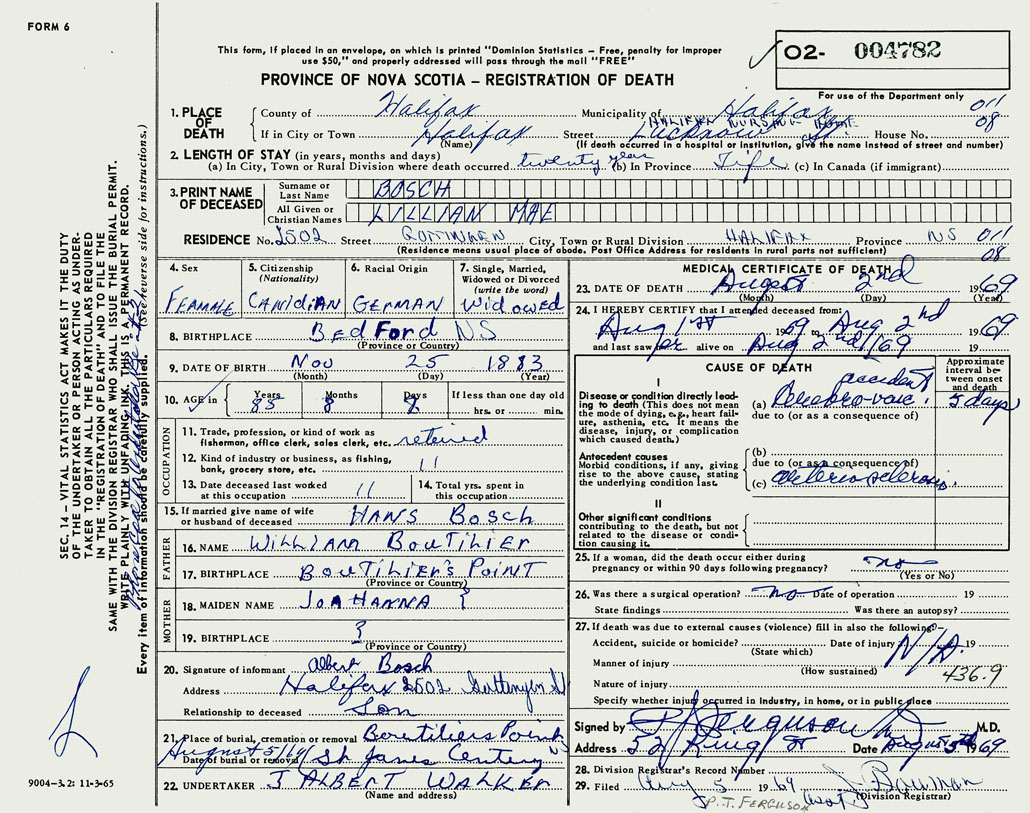 FORM 6
This form, if placed in an envelope, on which is printed "Dominion Statistics – Free, penalty for improper
use $50," and properly addressed will pass through the mail "FREE"
PROVINCE OF NOVA SCOTIA – REGISTRATION OF DEATH
O2- 004782
For use of the Department only
011
08
1. PLACE OF DEATH
County of Halifax Municipality of Halifax
HALIFAX NURSING HOME
If in City or Town Halifax Street Lucknow St. House No.
(Name) (If death occurred in a hospital or institution, give the name instead of street and number)
2. LENGTH OF STAY (in years, months and days)
(a) In City, Town or Rural Division where death occurred twenty year (b) In Province Life (c) In Canada (if immigrant)
3. PRINT NAME OF DECEASED
Surname or Last Name BOSCH
All Given or Christian Names LILLIAN MAE
RESIDENCE No. 2502 Street GOTTINGEN City, Town or Rural Division HALIFAX Province NS 011
(Residence means usual place of abode. Post Office Address for residents in rural parts not sufficient) 08
4. Sex FEAMLE
5. Citizenship (Nationality) CANIDIAN
6. Racial Origin GERMAN
7. Single, Married, Widowed or Divorced (write the word) WIDOWED
8. BIRTHPLACE BEDFORD NS
(Province or Country)
9. DATE OF BIRTH Nov 25 1883
(Month) (Day) (Year)
10. AGE in Years 85 Months 8 Days 8 If less than one day old hrs. or min.
OCCUPATION
11. Trade, profession, or kind of work as
fisherman, office clerk, sales clerk, etc. retired
12. Kind of industry or business, as fishing,
bank, grocery store, etc. 11
13. Date deceased last worked
at this occupation 11
14. Total yrs. spent in
this occupation
15. If married give name of wife
or husband of deceased HANS BOSCH
FATHER
16. NAME WILLIAM BOUTILIER
17. BIRTHPLACE BOUTILIER'S POINT
(Province or Country)
MOTHER
18. MAIDEN NAME JOAHANNA ?
19. BIRTHPLACE ?
(Province or Country)
20. Signature of informant Albert Bosch
Address Halifax 2502 Gottingen St
Relationship to deceased Son
21. Place of burial, cremation or removal Boutiliers Point
NS
Date of burial or removal August 5/69 St James Centery
22. UNDERTAKER J ALBERT WALKER
(Name and address)
MEDICAL CERTIFICATE OF DEATH
23. DATE OF DEATH August 2nd 1969
(Month) (Day) (Year)
24. I HEREBY CERTIFY that I attended deceased from:
Aug 1st 1969 to Aug 2nd 1969
and last saw her alive on Aug 2nd/69 19
CAUSE OF DEATH
Approximate interval between onset and death
I
Disease or condition directly leading
to death (This does not
mean the mode of dying, e.g., heart failure,
asthenia, etc. It means the
disease, injury, or complication
which caused death.)
(a) Cerebro-vasc. accident 5 days
due to (or as a consequence of)
Antecedent causes
Morbid conditions, if any, giving
rise to the above cause, stating
the underlying condition last.
(b)
due to (or as a consequence of)
(c) arteriosclerosis.
II
Other significant conditions
contributing to the death, but not
related to the disease or condition
causing it.
25. If a woman, did the death occur either during
pregnancy or within 90 days following pregnancy? no
(Yes or No)
26. Was there a surgical operation? no Date of operation 19
State findings Was there an autopsy?
27. If death was due to external causes (violence) fill in also the following:–
Accident, suicide or homicide? Date of injury 19
(State which) N/A
Manner of injury
(How sustained) 436.9
Nature of injury
Specify whether injury occurred in industry, in home, or in public place
Signed by P J Ferguson M.D.
Address 52 King St Date August 5th 1969
28. Division Registrar's Record Number
29. Filed Aug 5 1969 J. Bowman
(Division Registrar)
P.T. FERGUSON
SEC. 14 – VITAL STATISTICS ACT MAKES IT THE DUTY
OF THE UNDERTAKER OR PERSON ACTING AS UNDERTAKER
TO OBTAIN ALL THE PARTICULARS REQUIRED
IN THE "REGISTRATION OF DEATH" AND TO FILE THE
SAME WITH THE DIVISION REGISTRAR WHO SHALL ISSUE THE BURIAL PERMIT.
WRITE PLAINLY WITH UNFADING INK. THIS IS A PERMANENT RECORD.
Every item of information should be carefully supplied. (See reverse side for instructions.)
9004-3.2: 11-3-65